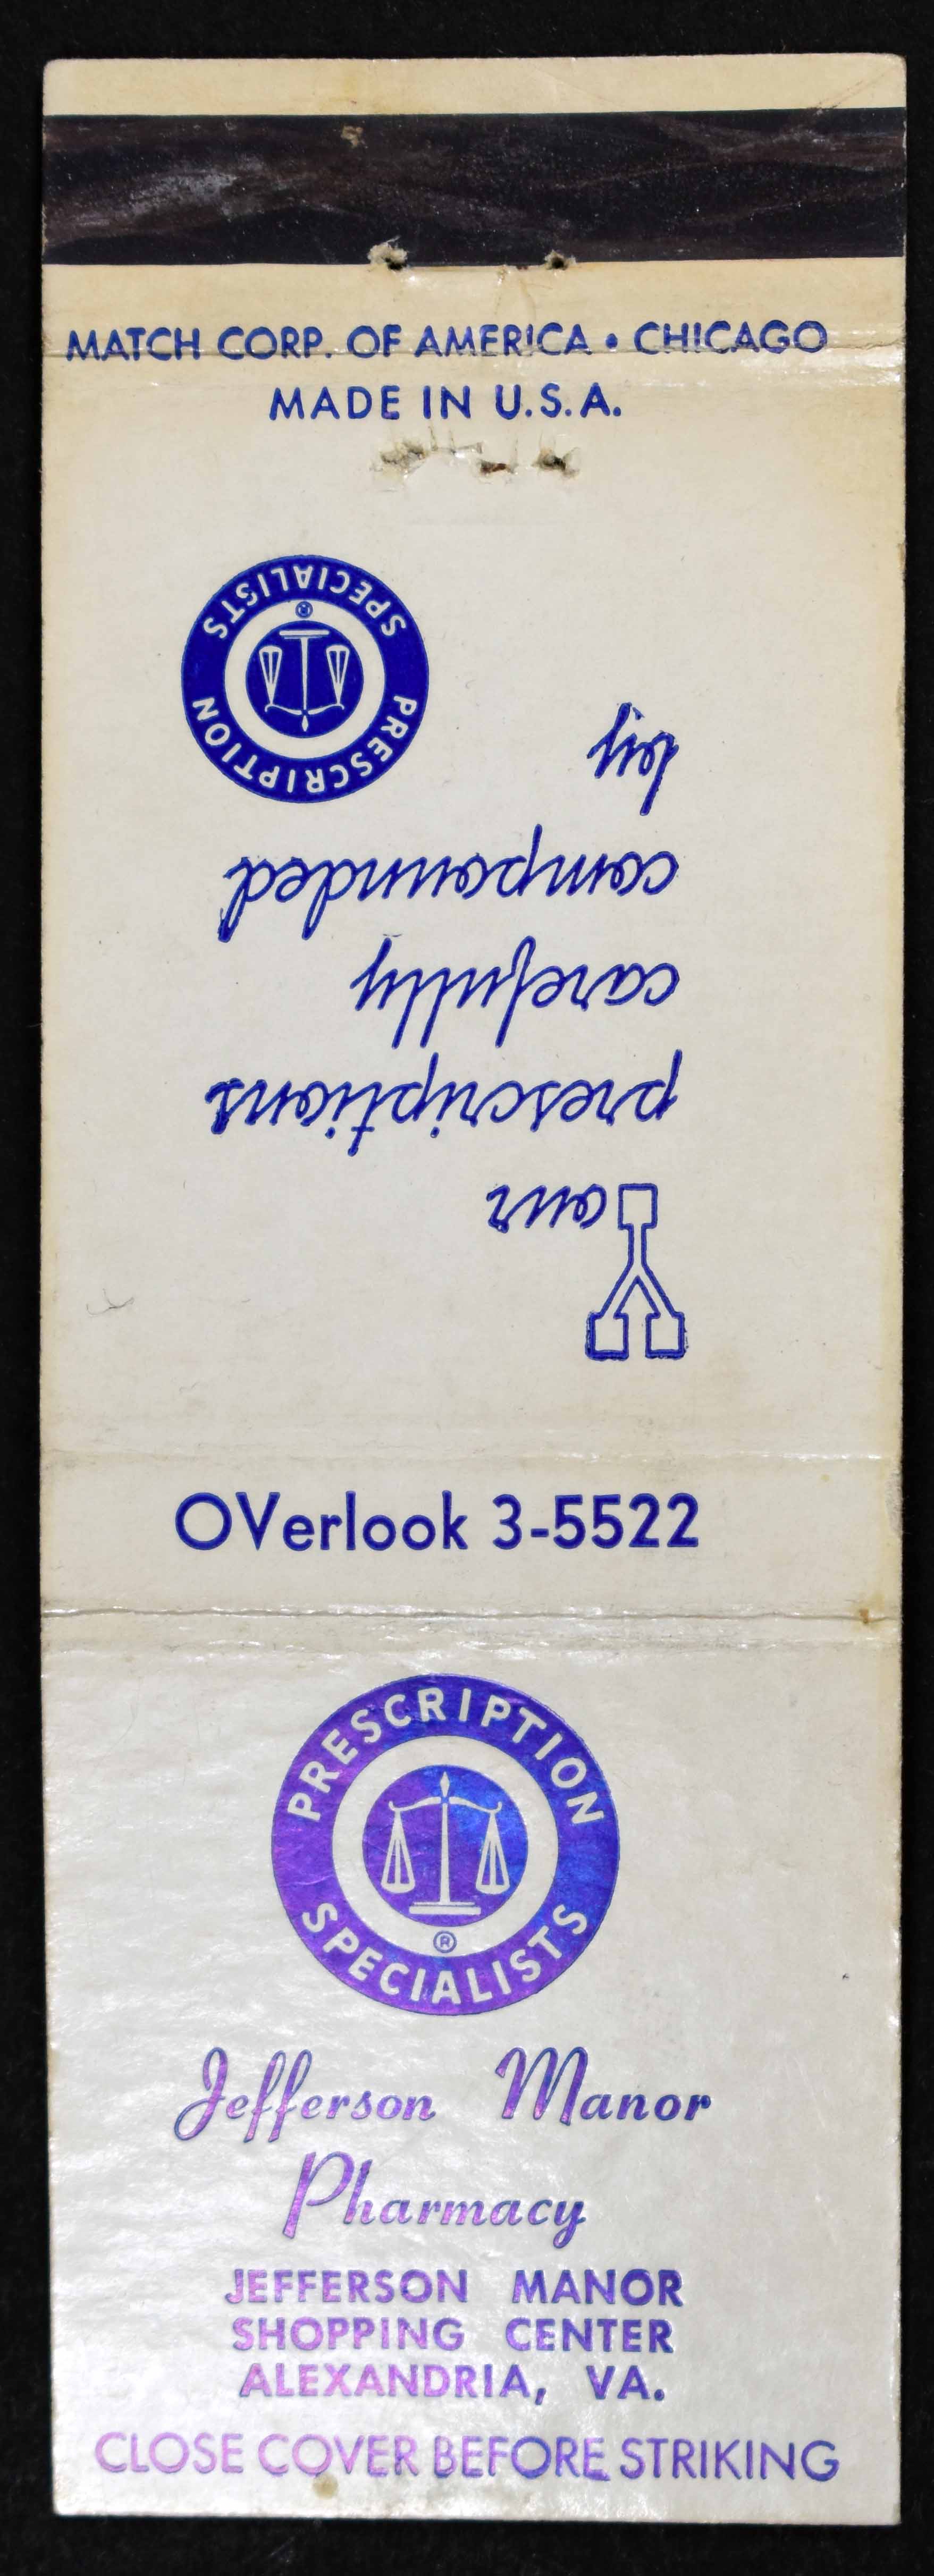 MATCH CORP. OF AMERICA • CHICAGO
MADE IN U.S.A.
Your
prescriptions
carefully
compounded
by
PRESCRIPTION
SPECIALISTS
®
OVerlook 3-5522
PRESCRIPTION
SPECIALISTS
®
Jefferson Manor
Pharmacy
JEFFERSON MANOR
SHOPPING CENTER
ALEXANDRIA, VA.
CLOSE COVER BEFORE STRIKING